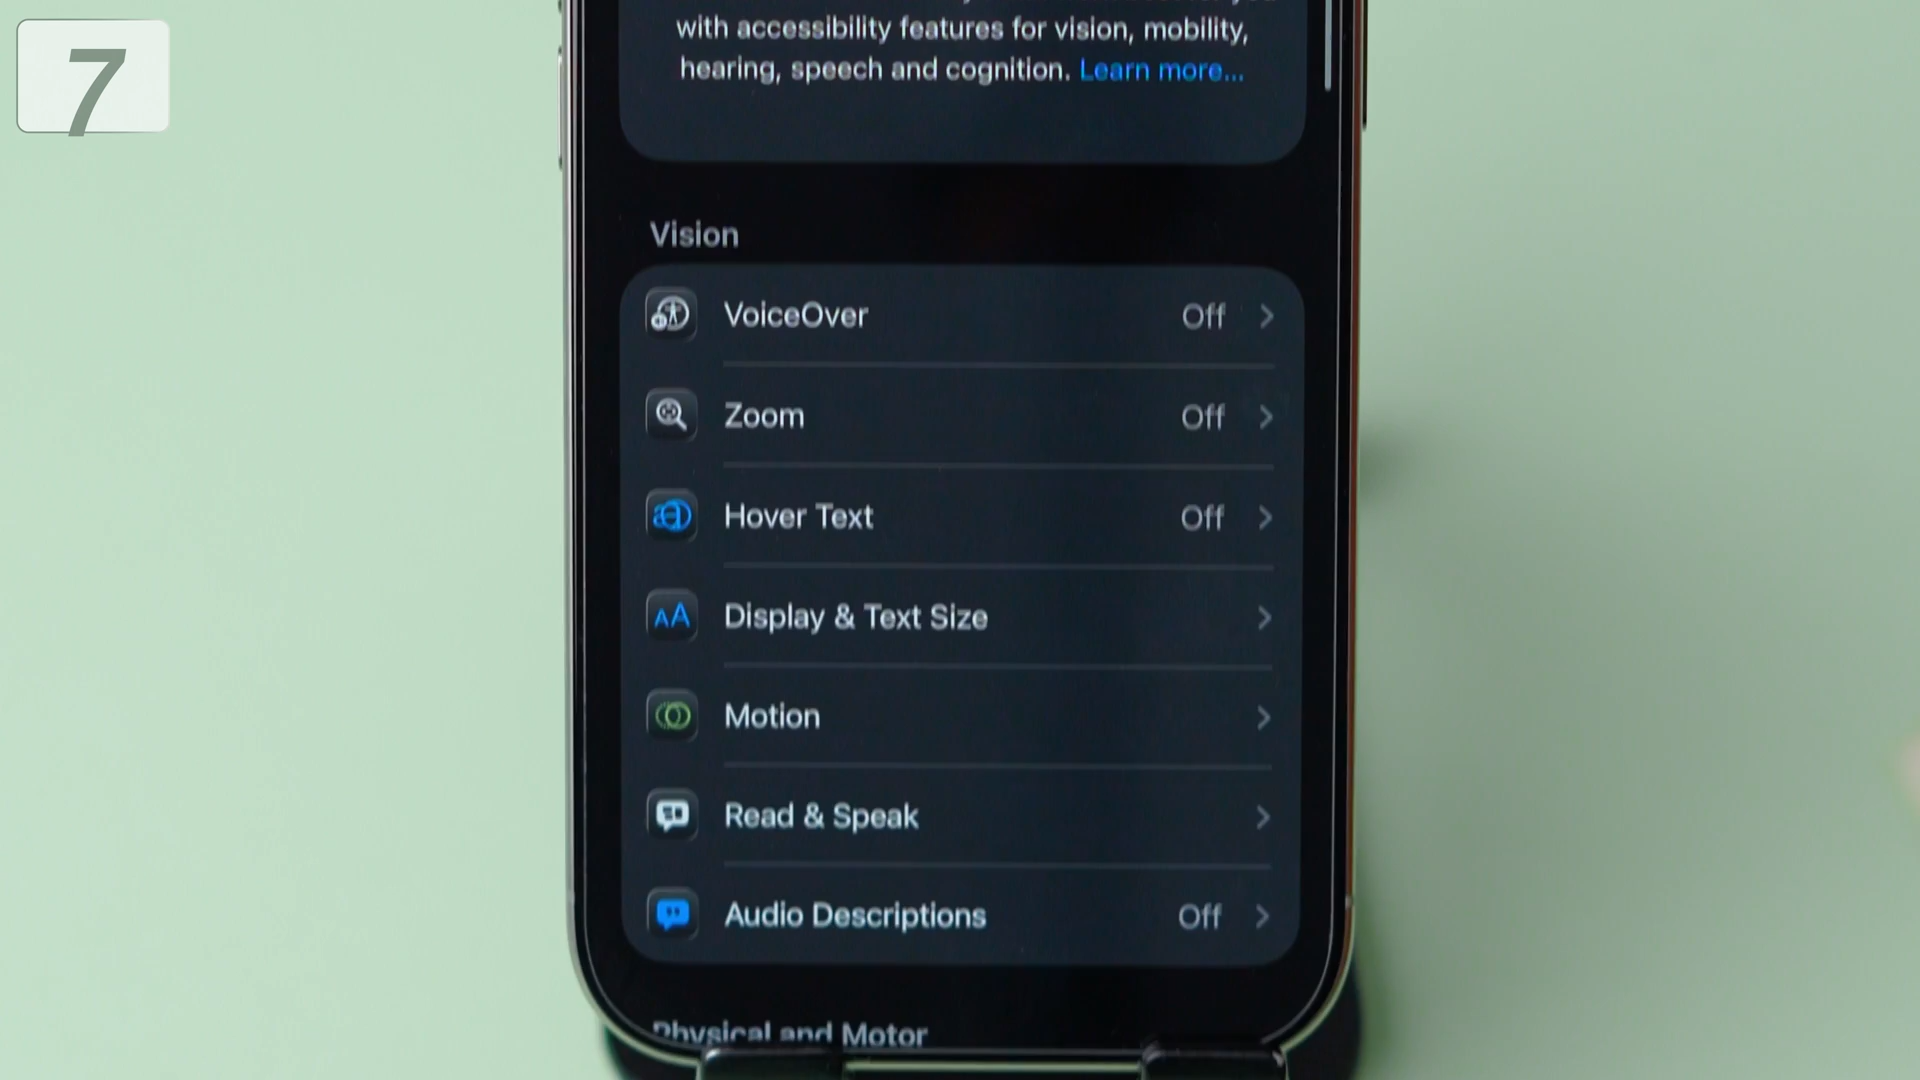 7
with accessibility features for vision, mobility,
hearing, speech and cognition. Learn more...
Vision
VoiceOver Off
Zoom Off
Hover Text Off
Display & Text Size
AA
Motion
Read & Speak
Audio Descriptions Off
Physical and Motor